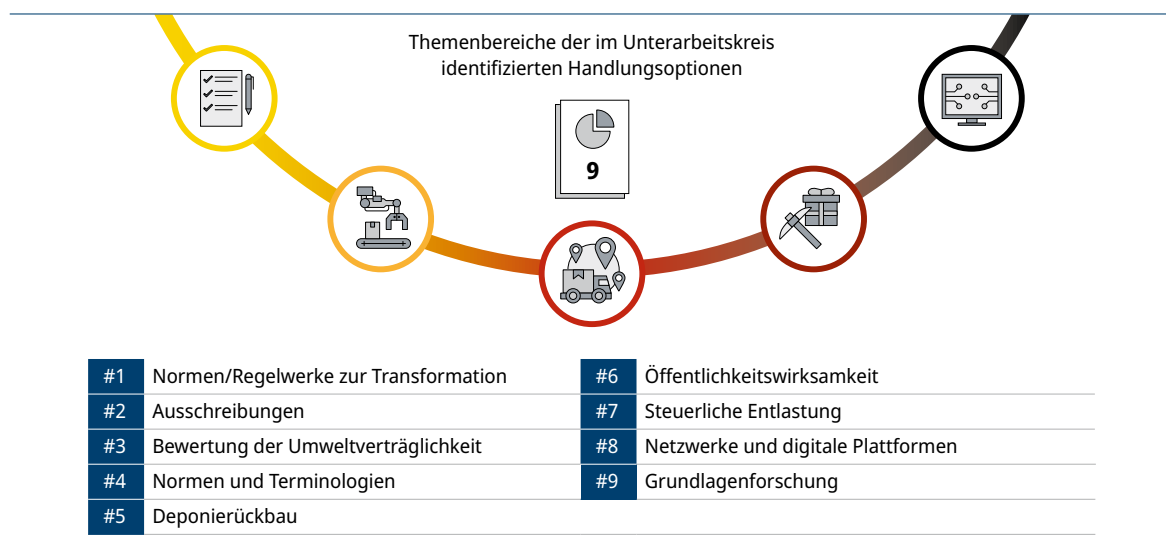 Themenbereiche der im Unterarbeitskreis
identifizierten Handlungsoptionen
9
#1 Normen/Regelwerke zur Transformation
#2 Ausschreibungen
#3 Bewertung der Umweltverträglichkeit
#4 Normen und Terminologien
#5 Deponierückbau
#6 Öffentlichkeitswirksamkeit
#7 Steuerliche Entlastung
#8 Netzwerke und digitale Plattformen
#9 Grundlagenforschung